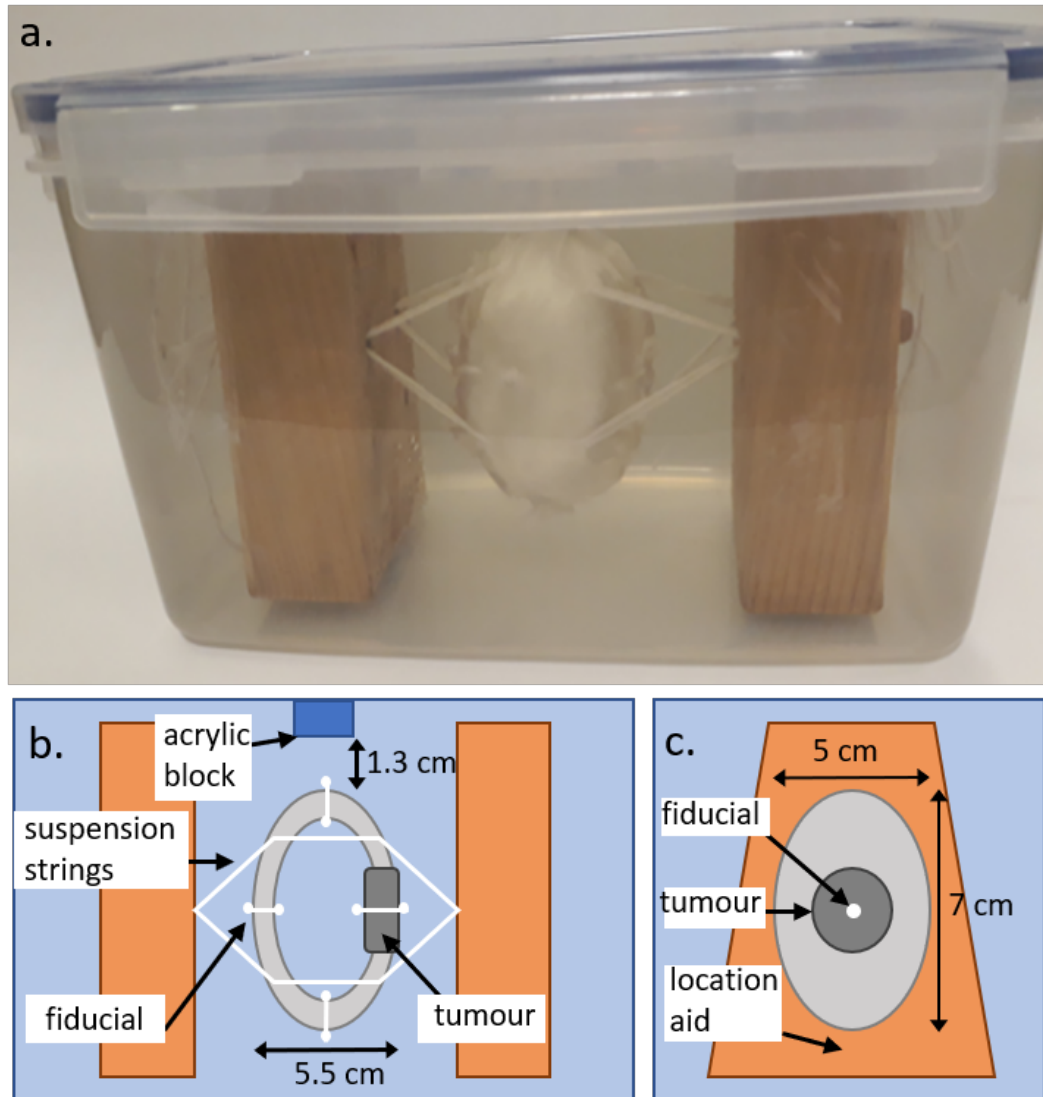 a.
b.
acrylic
block
1.3 cm
suspension
strings
fiducial
tumour
5.5 cm
c.
5 cm
fiducial
tumour
7 cm
location
aid